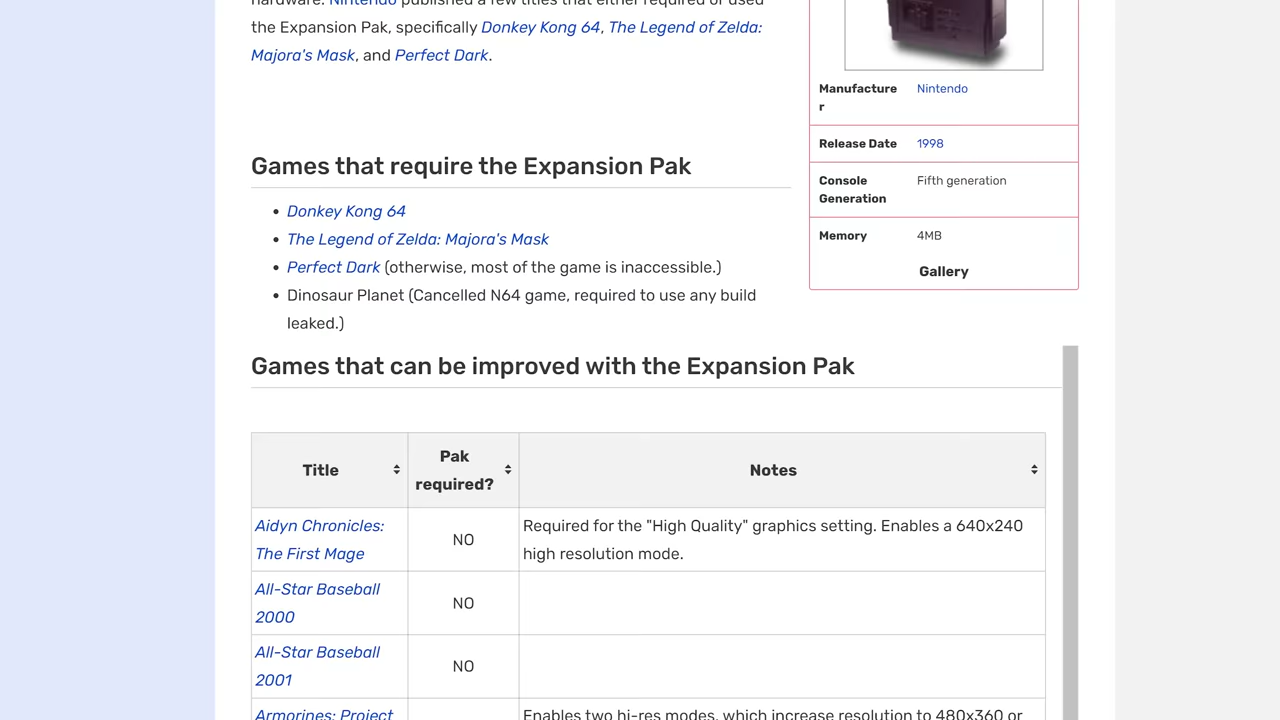 hardware. Nintendo published a few titles that either required or used
the Expansion Pak, specifically Donkey Kong 64, The Legend of Zelda:
Majora's Mask, and Perfect Dark.
Manufacture
r
Nintendo
Release Date 1998
Console
Generation
Fifth generation
Memory 4MB
Gallery
Games that require the Expansion Pak
• Donkey Kong 64
• The Legend of Zelda: Majora's Mask
• Perfect Dark (otherwise, most of the game is inaccessible.)
• Dinosaur Planet (Cancelled N64 game, required to use any build
leaked.)
Games that can be improved with the Expansion Pak
Title
Pak
required?
Notes
Aidyn Chronicles:
The First Mage
NO
Required for the "High Quality" graphics setting. Enables a 640x240
high resolution mode.
All-Star Baseball
2000
NO
All-Star Baseball
2001
NO
Armorines: Project
Enables two hi-res modes, which increase resolution to 480x360 or